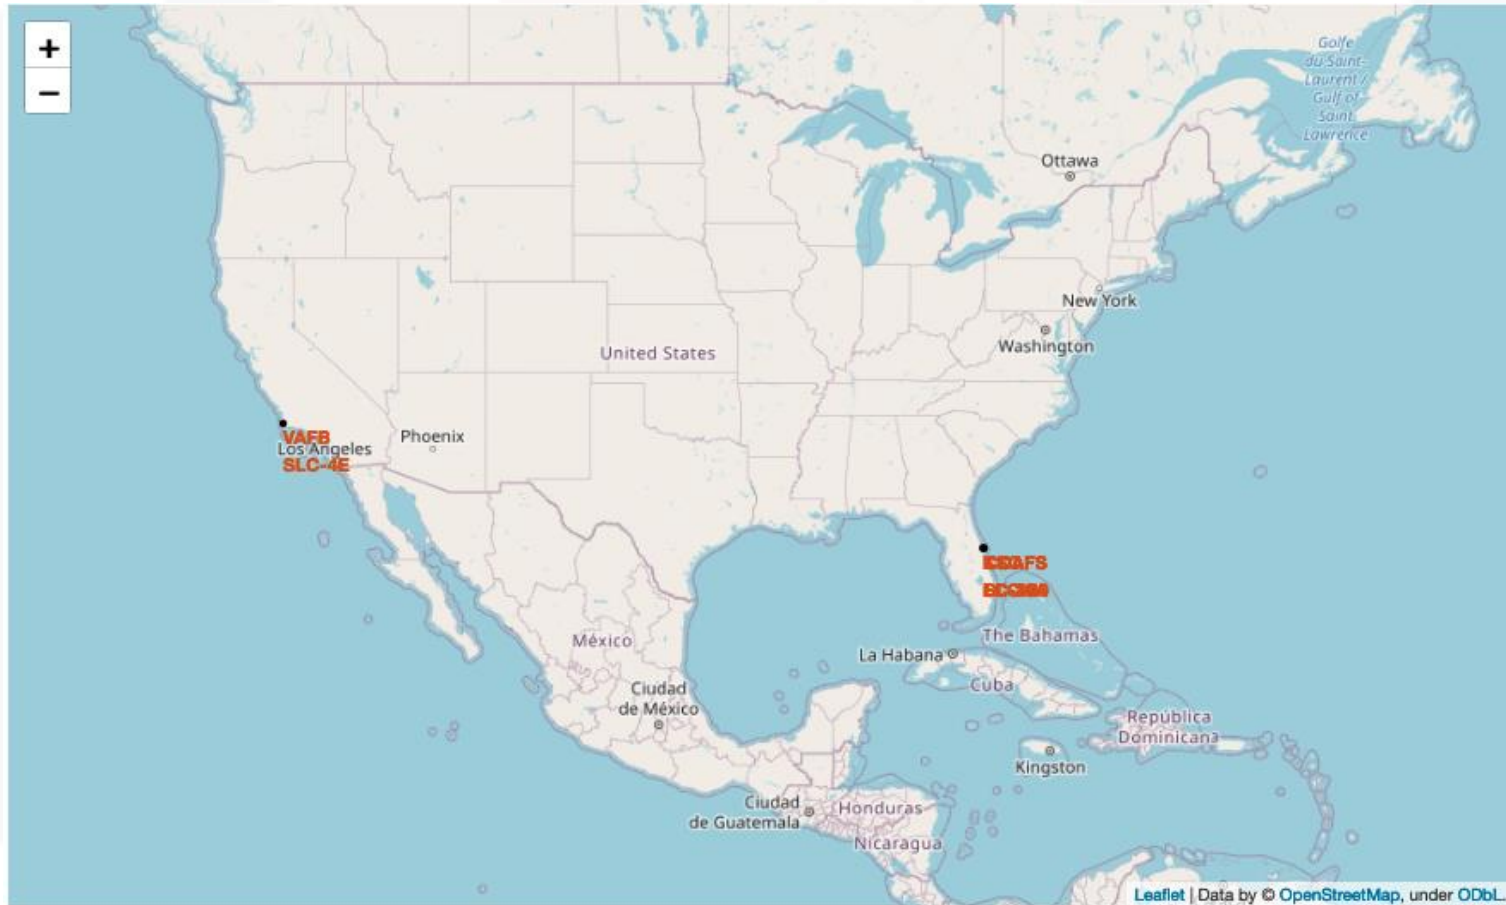 +
−
Golfe
du Saint-
Laurent /
Gulf of
Saint
Lawrence
Ottawa
New York
Washington
United States
VAFB
Los Angeles
SLC-4E
Phoenix
The Bahamas
México
La Habana
Cuba
Ciudad
de México
República
Dominicana
Kingston
Ciudad
de Guatemala
Honduras
Nicaragua
Leaflet | Data by © OpenStreetMap, under ODbL.